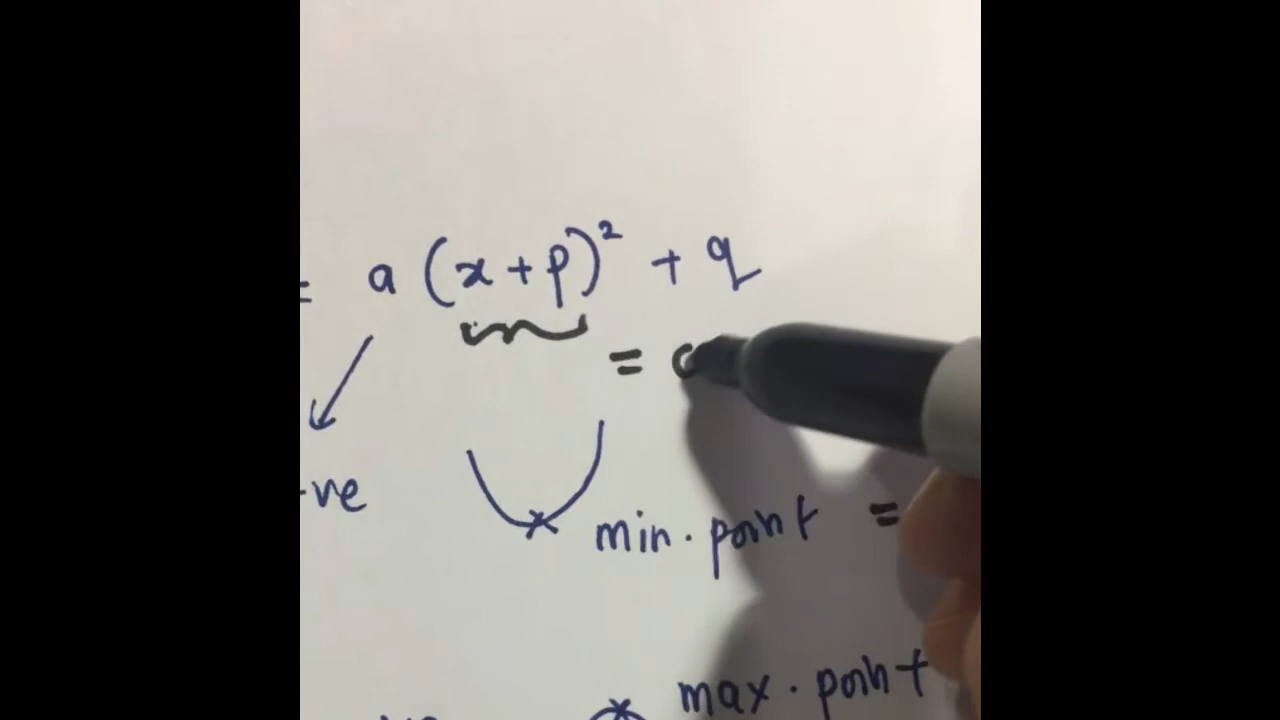 = a (x + p)² + q
=
-ve
min. point =
max. point